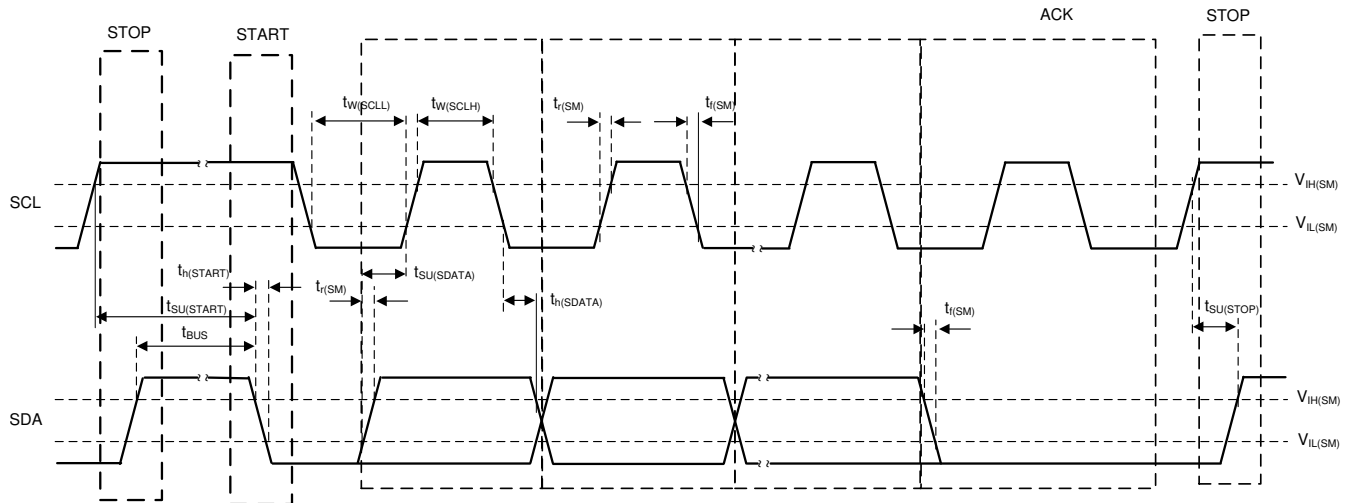 STOP START ACK STOP
tW(SCLL) tW(SCLH) tr(SM) tf(SM)
SCL VIH(SM)
VIL(SM)
th(START) tr(SM) tSU(SDATA)
tSU(START) th(SDATA) tf(SM) tSU(STOP)
tBUS
SDA VIH(SM)
VIL(SM)